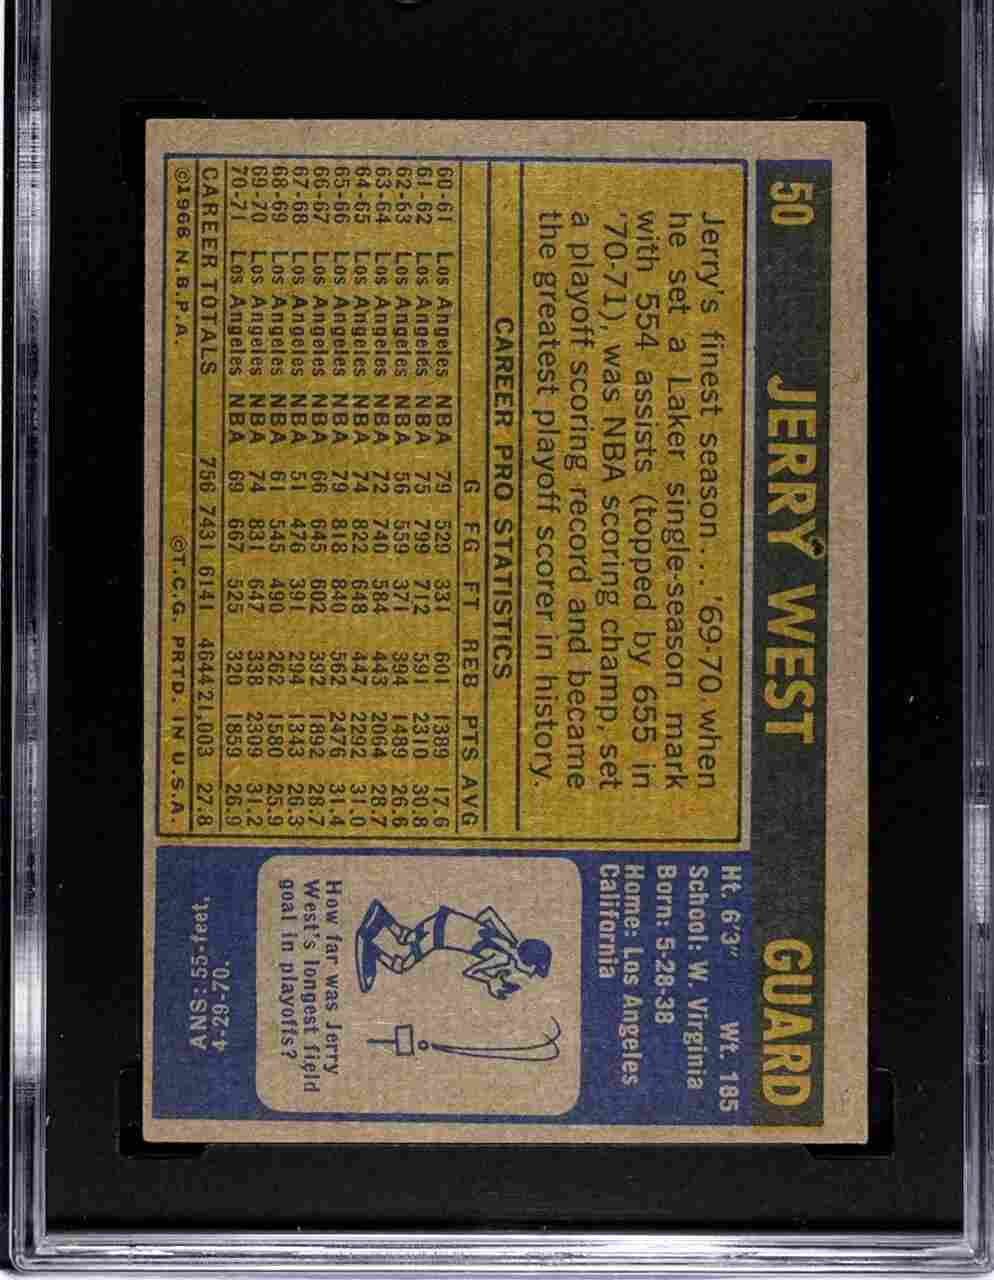 50 JERRY WEST GUARD
Jerry's finest season... '69-70 when
he set a Laker single-season mark
with 554 assists (topped by 655 in
'70-71), was NBA scoring champ, set
a playoff scoring record and became
the greatest playoff scorer in history.
CAREER PRO STATISTICS
G FG FT REB PTS AVG
60-61 Los Angeles NBA 79 529 331 601 1389 17.6
61-62 Los Angeles NBA 75 799 712 591 2310 30.8
62-63 Los Angeles NBA 56 559 371 394 1489 26.6
63-64 Los Angeles NBA 72 740 584 443 2064 28.7
64-65 Los Angeles NBA 74 822 648 447 2292 31.0
65-66 Los Angeles NBA 79 818 840 562 2476 31.4
66-67 Los Angeles NBA 66 645 602 392 1892 28.7
67-68 Los Angeles NBA 51 476 391 294 1343 26.3
68-69 Los Angeles NBA 61 545 490 262 1580 25.9
69-70 Los Angeles NBA 74 831 647 338 2309 31.2
70-71 Los Angeles NBA 69 667 525 320 1859 26.9
CAREER TOTALS 756 7431 6141 4644 21,003 27.8
©1968 N.B.P.A. ©T.C.G. PRTD. IN U.S.A.
Ht. 6'3" Wt. 185
School: W. Virginia
Born: 5-28-38
Home: Los Angeles
California
How far was Jerry
West's longest field
goal in playoffs?
ANS: 55-feet,
4-29-70.